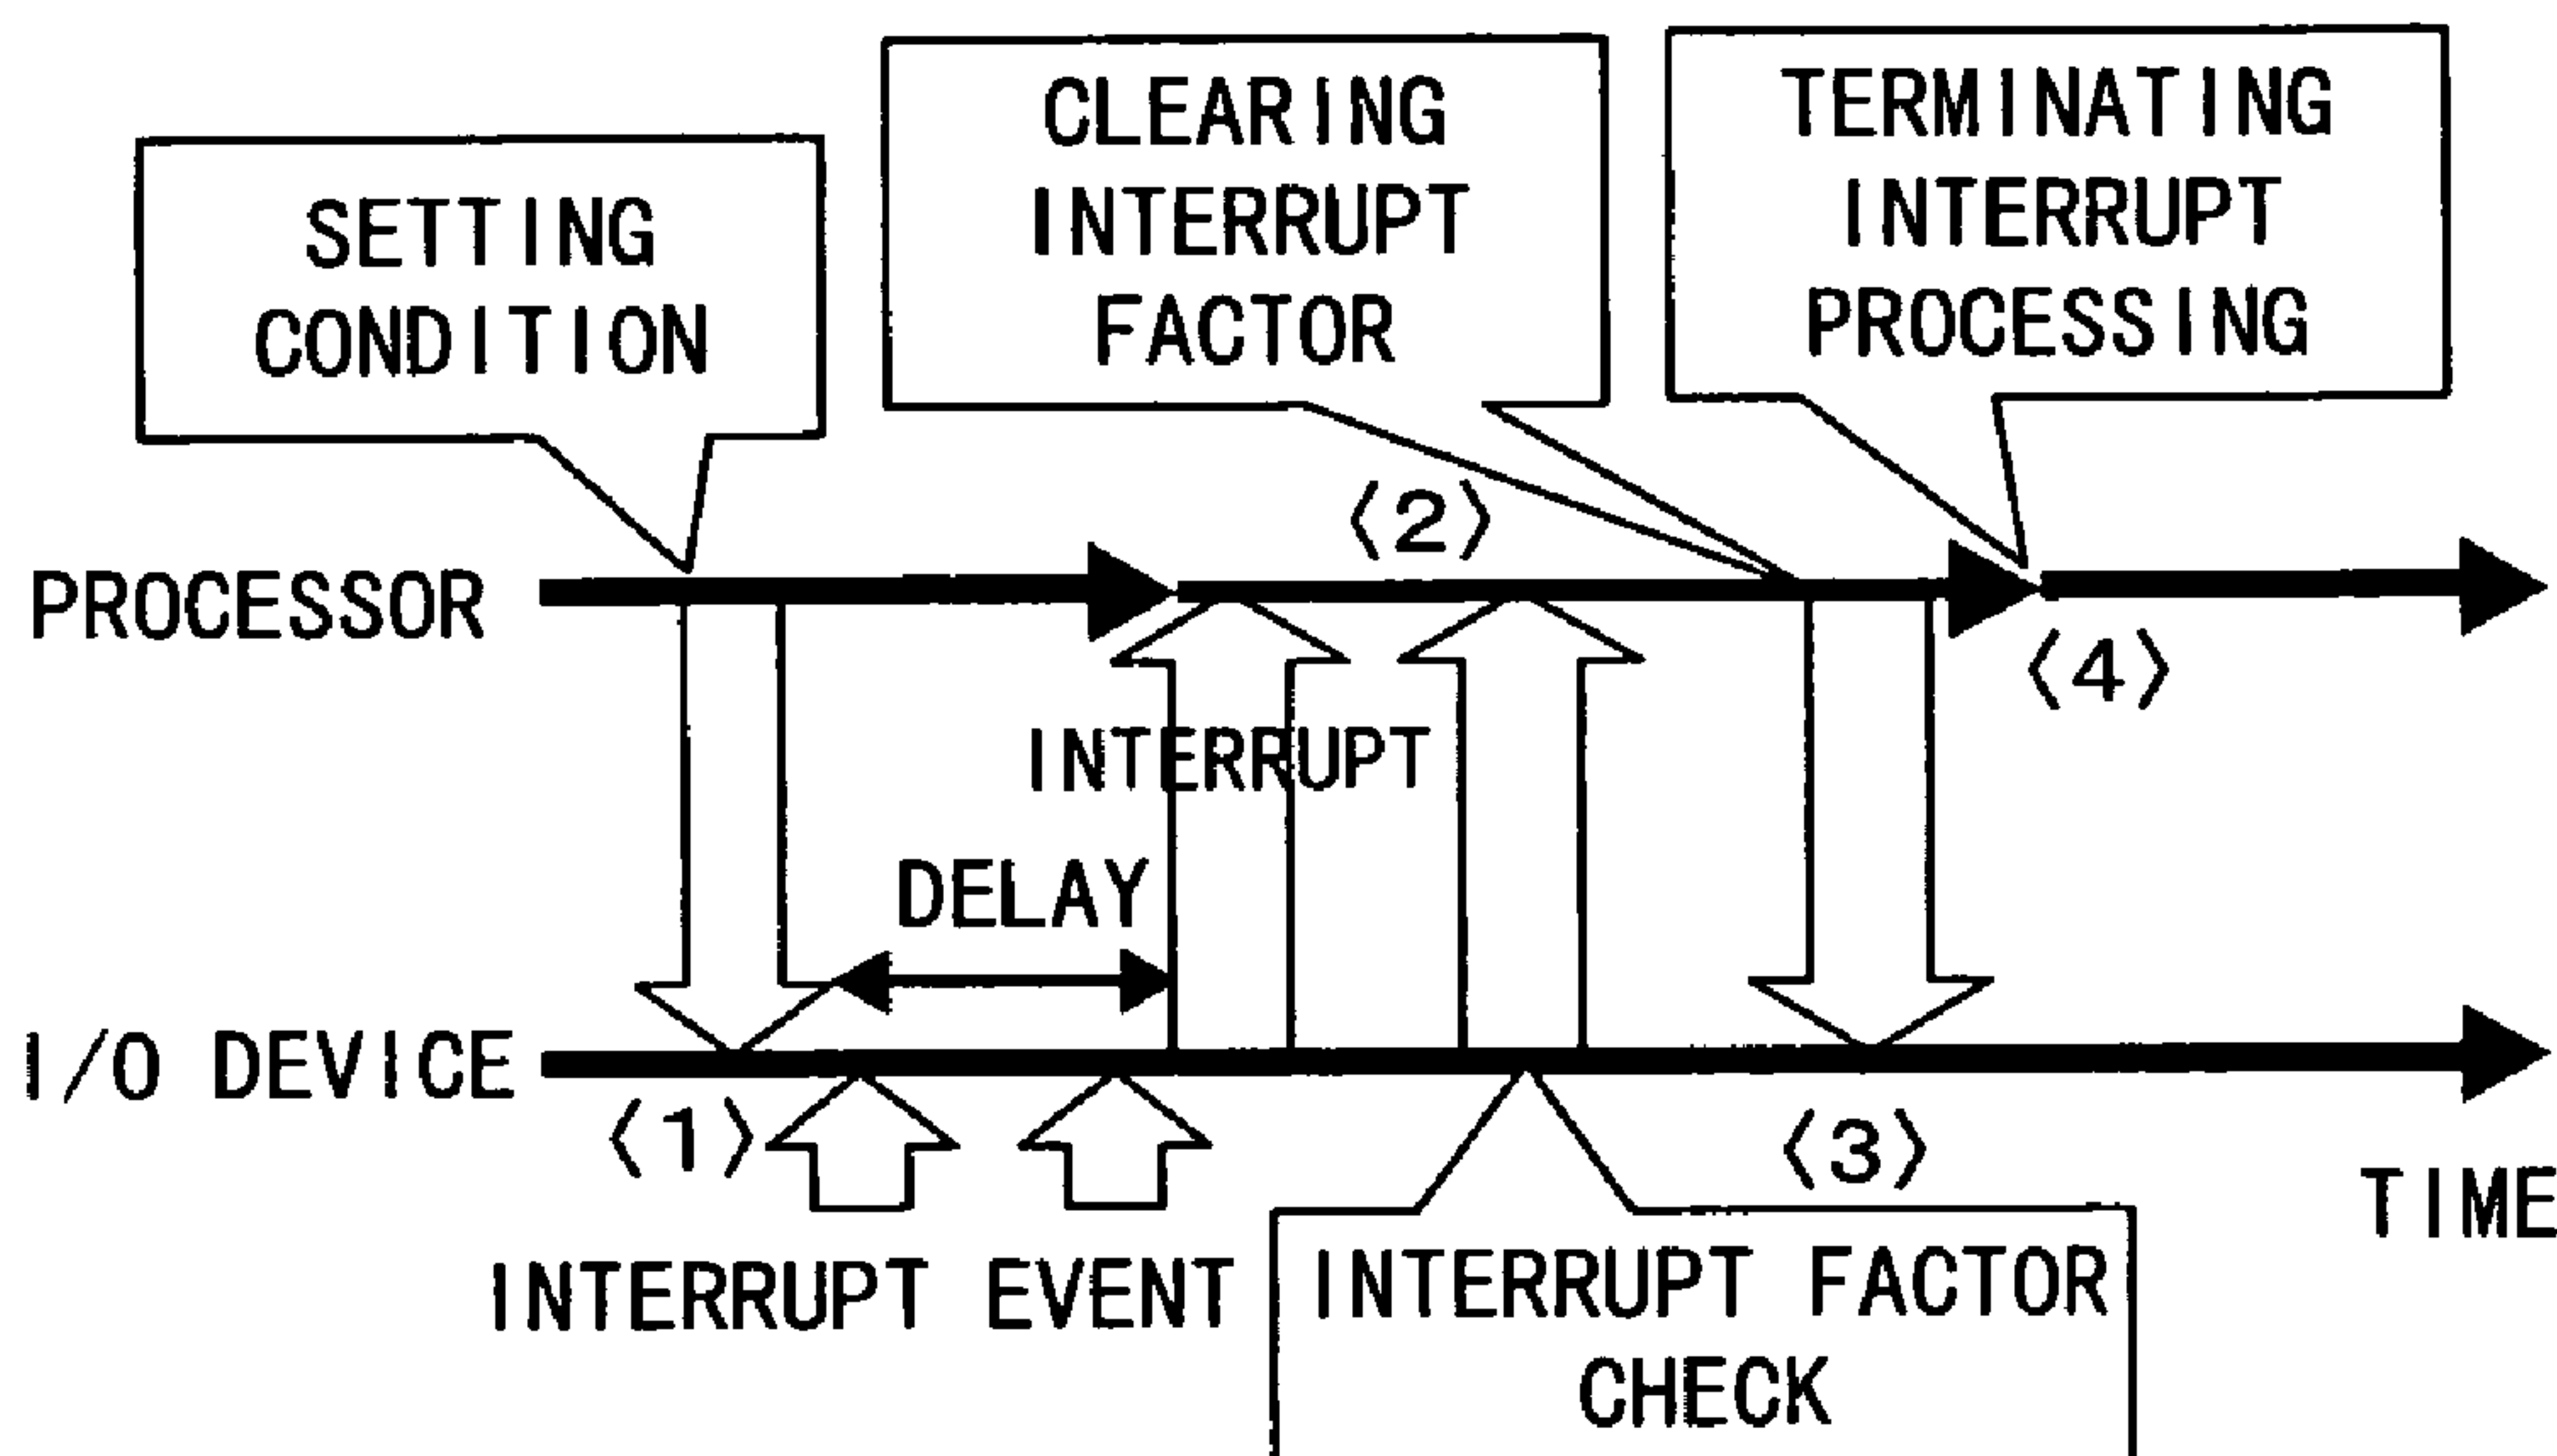 SETTING
CONDITION
CLEARING
INTERRUPT
FACTOR
TERMINATING
INTERRUPT
PROCESSING
⟨2⟩
PROCESSOR
⟨4⟩
INTERRUPT
DELAY
I/O DEVICE
⟨1⟩
⟨3⟩
TIME
INTERRUPT EVENT
INTERRUPT FACTOR
CHECK